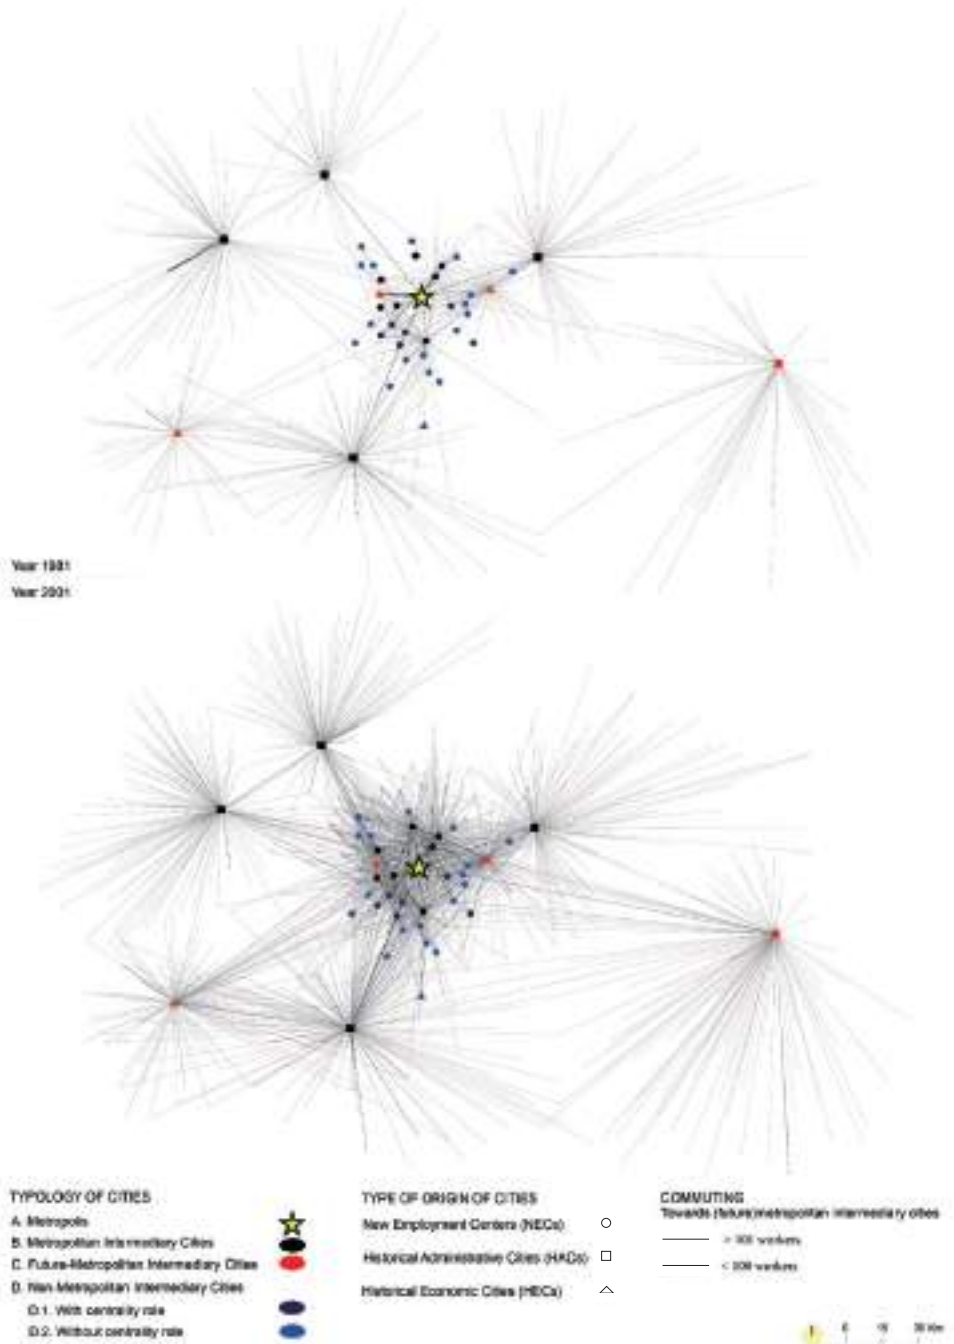 Year 1981
Year 2001
TYPOLOGY OF CITIES
A. Metropolis
B. Metropolitan Intermediary Cities
C. Future-Metropolitan Intermediary Cities
D. Non-Metropolitan Intermediary Cities
D.1. With centrality role
D.2. Without centrality role
TYPE OF ORIGIN OF CITIES
New Employment Centers (NECs)
Historical Administrative Cities (HACs)
Historical Economic Cities (HECs)
COMMUTING
Towards (future)metropolitan intermediary cities
> 100 workers
< 100 workers